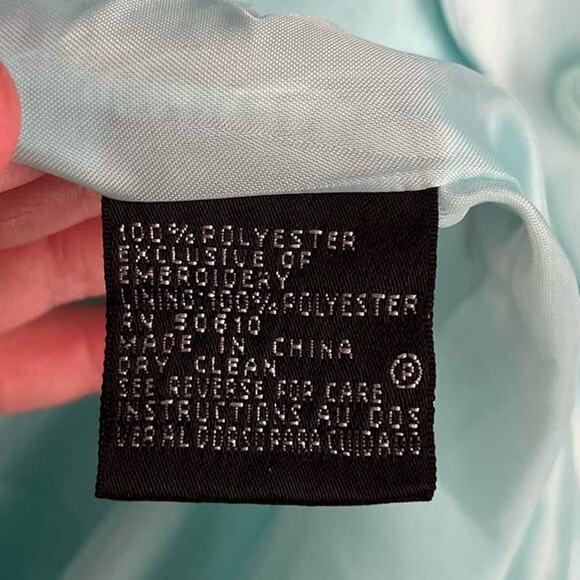 100% POLYESTER
EXCLUSIVE OF
EMBROIDERY
LINING:100% POLYESTER
RN 50610
MADE IN CHINA
DRY CLEAN
P
SEE REVERSE FOR CARE
INSTRUCTIONS AU DOS
VER AL DORSO PARA CUIDADO